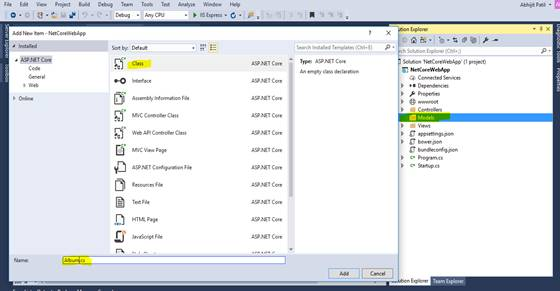 Abhijit Patil
File Edit View Project Build Debug Team Tools Architecture Test Analyze Window Help
Debug Any CPU IIS Express
Add New Item - NetCoreWebApp
Installed
ASP.NET Core
Code
General
Web
Online
Sort by: Default
Class ASP.NET Core
Interface ASP.NET Core
Assembly Information File ASP.NET Core
MVC Controller Class ASP.NET Core
Web API Controller Class ASP.NET Core
MVC View Page ASP.NET Core
ASP.NET Configuration File ASP.NET Core
Resources File ASP.NET Core
Text File ASP.NET Core
HTML Page ASP.NET Core
JavaScript File ASP.NET Core
Search Installed Templates (Ctrl+E)
Type: ASP.NET Core
An empty class declaration
Name: Album.cs
Add Cancel
Solution Explorer
Search Solution Explorer (Ctrl+;)
Solution 'NetCoreWebApp' (1 project)
NetCoreWebApp
Connected Services
Dependencies
Properties
wwwroot
Controllers
Models
Views
appsettings.json
bower.json
bundleconfig.json
Program.cs
Startup.cs
Solution Explorer Team Explorer